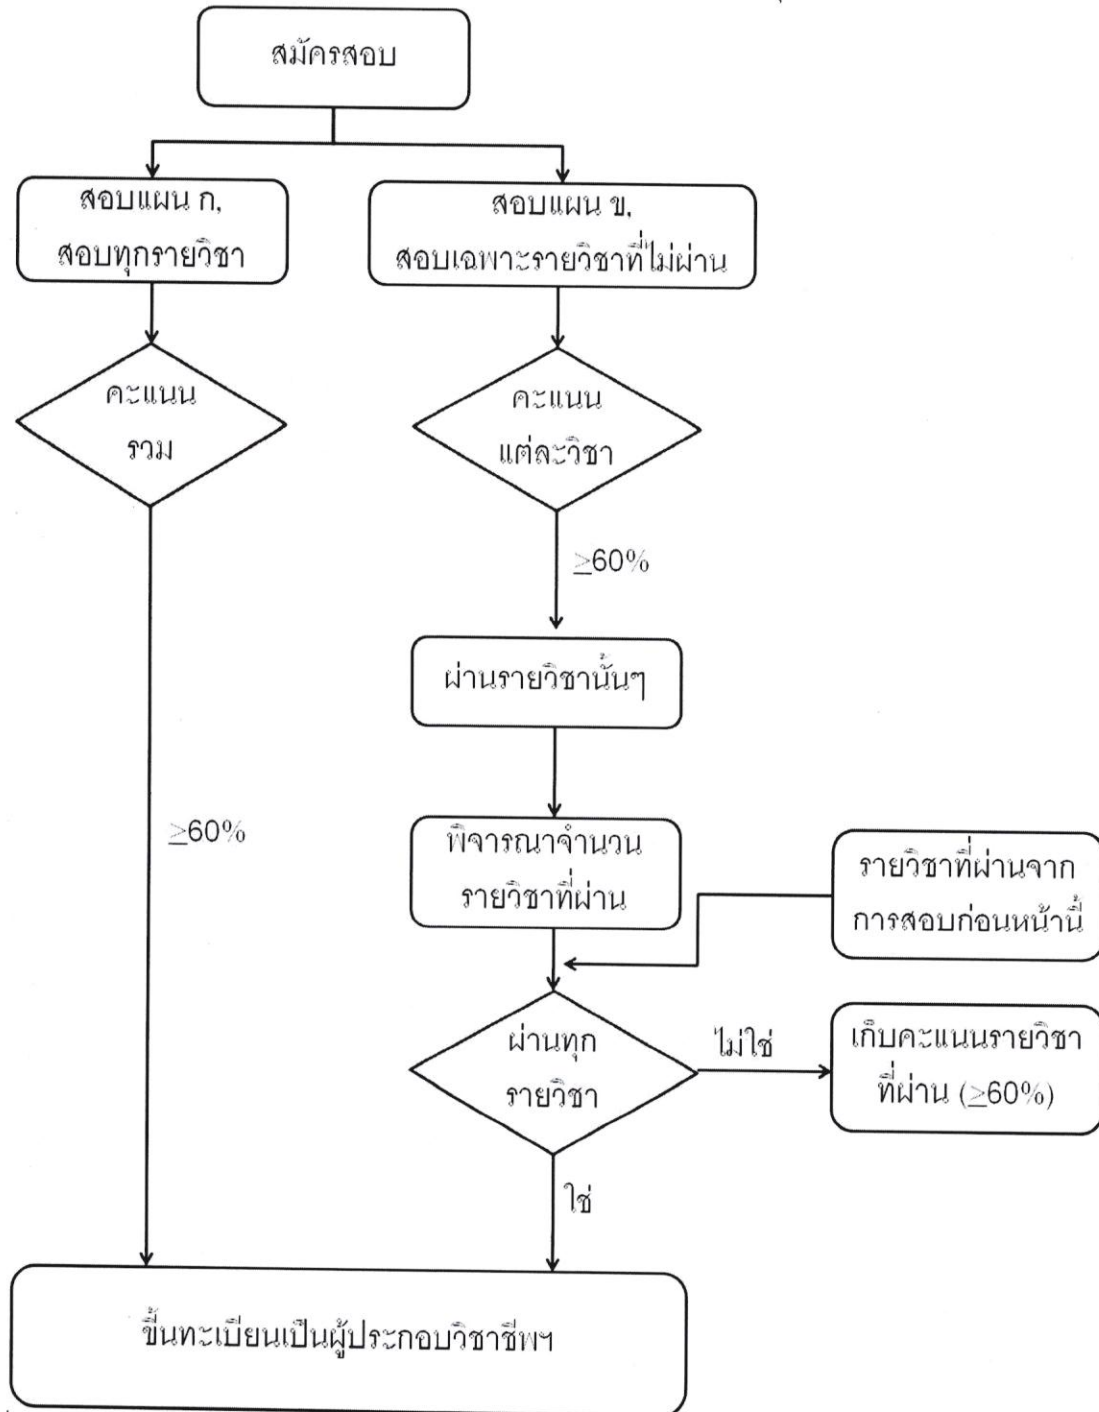 สมัครสอบ
สอบแผน ก,
สอบทุกรายวิชา
สอบแผน ข,
สอบเฉพาะรายวิชาที่ไม่ผ่าน
คะแนน
รวม
คะแนน
แต่ละวิชา
≥60%
ผ่านรายวิชานั้นๆ
≥60%
พิจารณาจำนวน
รายวิชาที่ผ่าน
รายวิชาที่ผ่านจาก
การสอบก่อนหน้านี้
ผ่านทุก
รายวิชา
ไม่ใช่
เก็บคะแนนรายวิชา
ที่ผ่าน (≥60%)
ใช่
ขึ้นทะเบียนเป็นผู้ประกอบวิชาชีพฯ